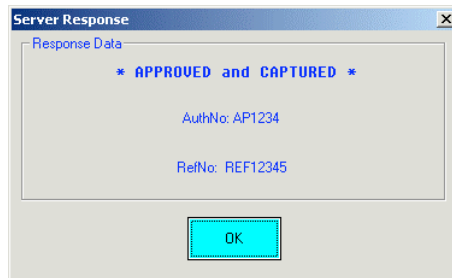 Server Response
Response Data
* APPROVED and CAPTURED *
AuthNo: AP1234
RefNo: REF12345
OK